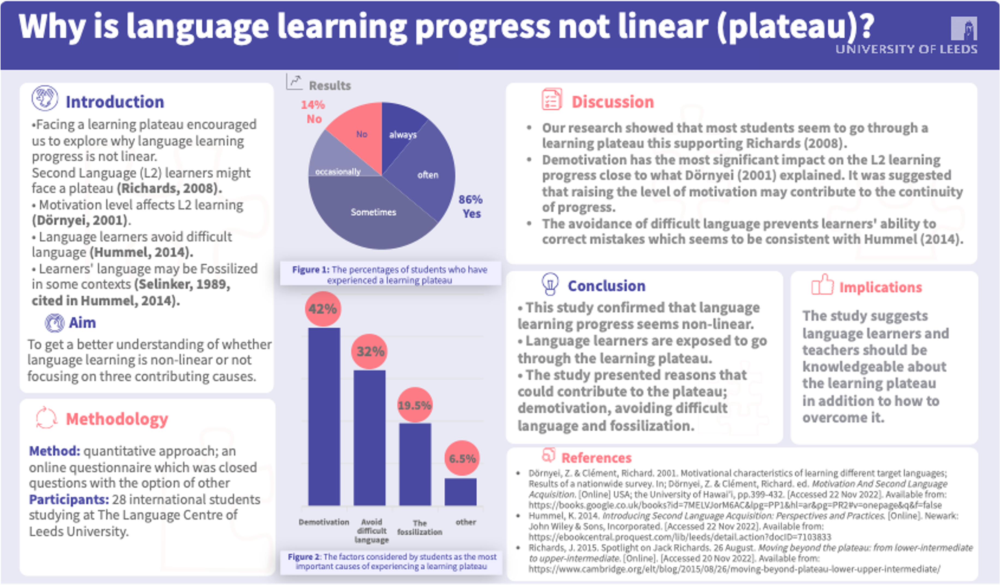 Why is language learning progress not linear (plateau)?
UNIVERSITY OF LEEDS
Introduction
•Facing a learning plateau encouraged
us to explore why language learning
progress is not linear.
Second Language (L2) learners might
face a plateau (Richards, 2008).
• Motivation level affects L2 learning
(Dörnyei, 2001).
• Language learners avoid difficult
language (Hummel, 2014).
• Learners' language may be Fossilized
in some contexts (Selinker, 1989,
cited in Hummel, 2014).
Aim
To get a better understanding of whether
language learning is non-linear or not
focusing on three contributing causes.
Methodology
Method: quantitative approach; an
online questionnaire which was closed
questions with the option of other
Participants: 28 international students
studying at The Language Centre of
Leeds University.
Results
14%
No
No
always
occasionally
often
Sometimes
86%
Yes
Figure 1: The percentages of students who have
experienced a learning plateau
42%
32%
19.5%
6.5%
Demotivation
Avoid
difficult
language
The
fossilization
other
Figure 2: The factors considered by students as the most
important causes of experiencing a learning plateau
Discussion
• Our research showed that most students seem to go through a
learning plateau this supporting Richards (2008).
• Demotivation has the most significant impact on the L2 learning
progress close to what Dörnyei (2001) explained. It was suggested
that raising the level of motivation may contribute to the continuity
of progress.
• The avoidance of difficult language prevents learners' ability to
correct mistakes which seems to be consistent with Hummel (2014).
Conclusion
• This study confirmed that language
learning progress seems non-linear.
• Language learners are exposed to go
through the learning plateau.
• The study presented reasons that
could contribute to the plateau;
demotivation, avoiding difficult
language and fossilization.
Implications
The study suggests
language learners and
teachers should be
knowledgeable about
the learning plateau
in addition to how to
overcome it.
References
• Dörnyei, Z. & Clément, Richard. 2001. Motivational characteristics of learning different target languages;
Results of a nationwide survey. In; Dörnyei, Z. & Clément, Richard. ed. Motivation And Second Language
Acquisition. [Online] USA; the University of Hawai'i, pp.399-432. [Accessed 22 Nov 2022]. Available from:
https://books.google.co.uk/books?id=7MELVJorM6AC&lpg=PP1&hl=ar&pg=PR2#v=onepage&q&f=false
• Hummel, K. 2014. Introducing Second Language Acquisition: Perspectives and Practices. [Online]. Newark:
John Wiley & Sons, Incorporated. [Accessed 22 Nov 2022]. Available from:
https://ebookcentral.proquest.com/lib/leeds/detail.action?docID=7103833
• Richards, J. 2015. Spotlight on Jack Richards. 26 August. Moving beyond the plateau: from lower-intermediate
to upper-intermediate. [Online]. [Accessed 20 Nov 2022]. Available from:
https://www.cambridge.org/elt/blog/2015/08/26/moving-beyond-plateau-lower-upper-intermediate/